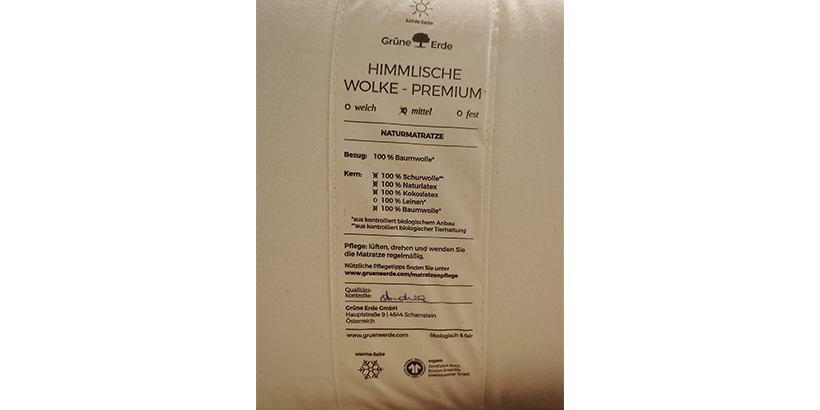 kühle Seite
Grüne Erde
HIMMLISCHE
WOLKE - PREMIUM
weich mittel fest
NATURMATRATZE
Bezug: 100 % Baumwolle*
Kern: 100 % Schurwolle**
100 % Naturlatex
100 % Kokoslatex
100 % Leinen*
100 % Baumwolle*
*aus kontrolliert biologischem Anbau
**aus kontrolliert biologischer Tierhaltung
Pflege: lüften, drehen und wenden Sie
die Matratze regelmäßig.
Nützliche Pflegetipps finden Sie unter
www.grueneerde.com/matratzenpflege
Qualitäts-
kontrolle:
Grüne Erde GmbH
Hauptstraße 9 | 4644 Scharnstein
Österreich
www.grueneerde.com ökologisch & fair
warme Seite
organic